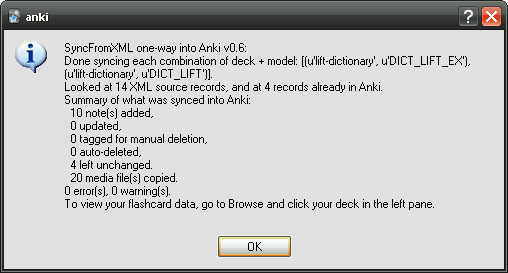 anki
SyncFromXML one-way into Anki v0.6:
Done syncing each combination of deck + model: [(u'lift-dictionary', u'DICT_LIFT_EX'),
(u'lift-dictionary', u'DICT_LIFT')].
Looked at 14 XML source records, and at 4 records already in Anki.
Summary of what was synced into Anki:
10 note(s) added,
0 updated,
0 tagged for manual deletion,
0 auto-deleted,
4 left unchanged.
20 media file(s) copied.
0 error(s), 0 warning(s).
To view your flashcard data, go to Browse and click your deck in the left pane.
OK